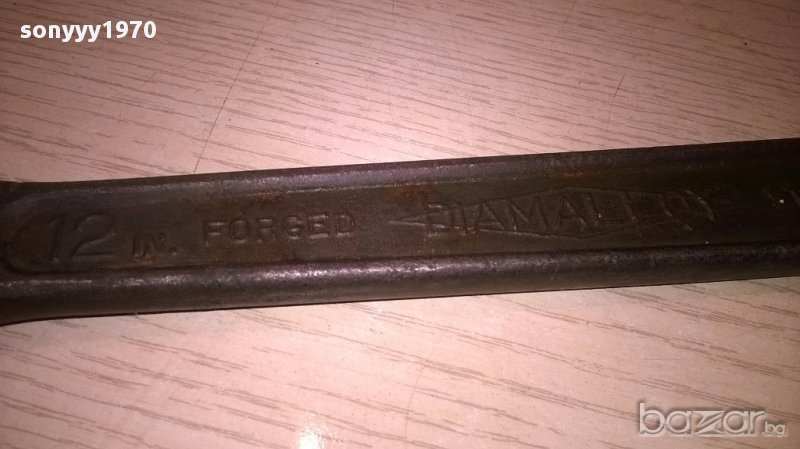 sonyyy1970
12 IN. FORGED DIAMALLOY
bazar.bg